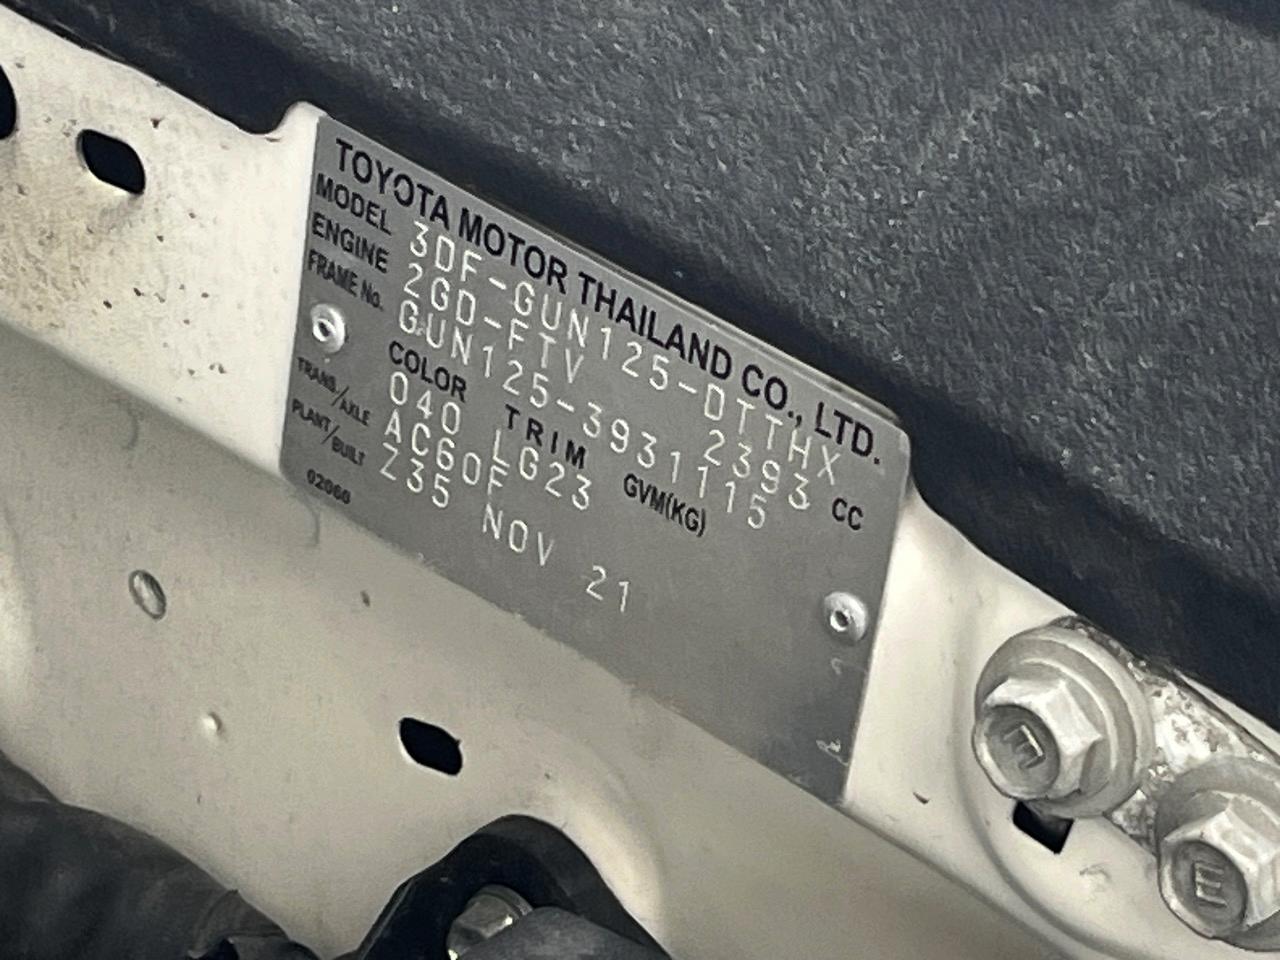 TOYOTA MOTOR THAILAND CO., LTD.
MODEL 3DF-GUN125-DTTHX
ENGINE 2GD-FTV 2393 CC
FRAME No. GUN125-3931115
COLOR TRIM GVM(KG)
040 LG23
TRANS./AXLE AC60F
PLANT/BUILT Z35 NOV 21
02060
E
E